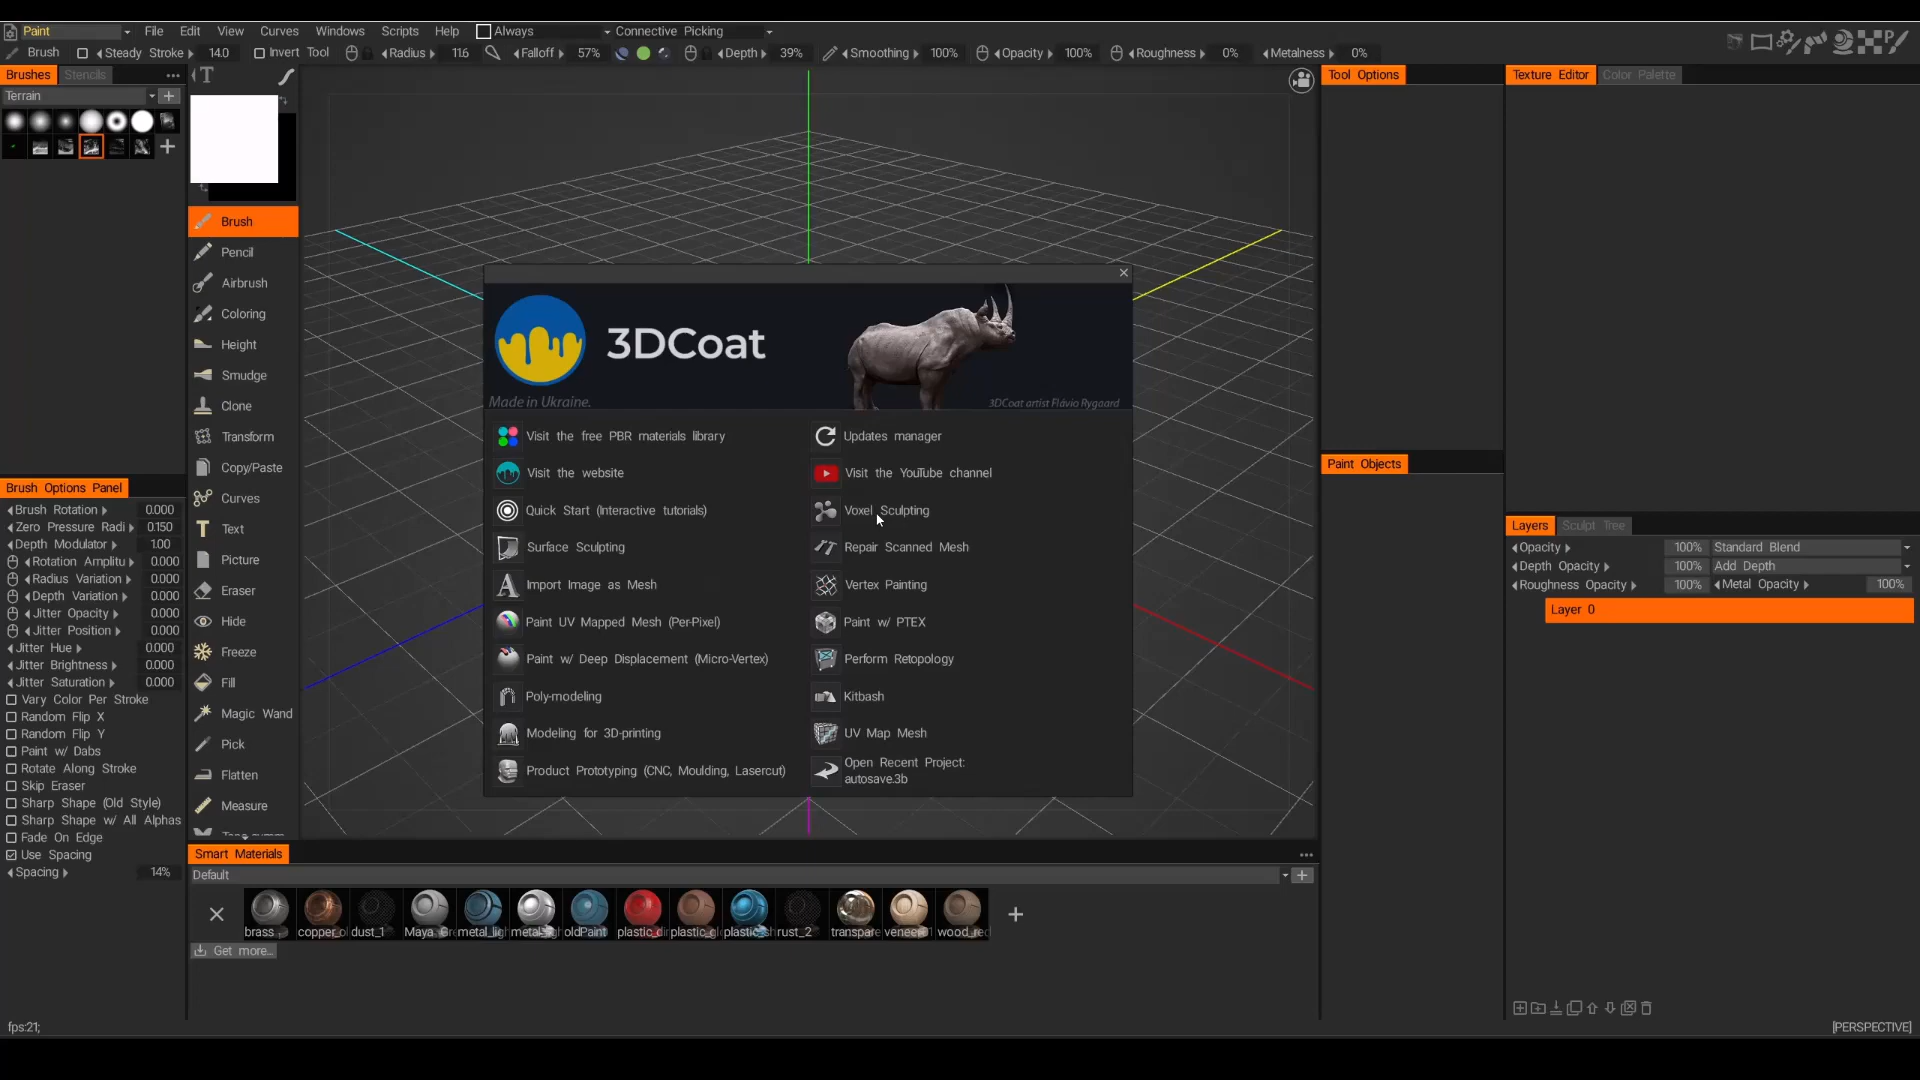 Paint File Edit View Curves Windows Scripts Help Always Connective Picking
Brush Steady Stroke 14.0 Invert Tool Radius 11.6 Falloff 57% Depth 39% Smoothing 100% Opacity 100% Roughness 0% Metalness 0%
Brushes Stencils
Terrain
Brush
Pencil
Airbrush
Coloring
Height
Smudge
Clone
Transform
Copy/Paste
Curves
Text
Picture
Eraser
Hide
Freeze
Fill
Magic Wand
Pick
Flatten
Measure
Brush Options Panel
Brush Rotation 0.000
Zero Pressure Radi 0.150
Depth Modulator 1.00
Rotation Amplitu 0.000
Radius Variation 0.000
Depth Variation 0.000
Jitter Opacity 0.000
Jitter Position 0.000
Jitter Hue 0.000
Jitter Brightness 0.000
Jitter Saturation 0.000
Vary Color Per Stroke
Random Flip X
Random Flip Y
Paint w/ Dabs
Rotate Along Stroke
Skip Eraser
Sharp Shape (Old Style)
Sharp Shape w/ All Alphas
Fade On Edge
Use Spacing
Spacing 14%
3DCoat
Made in Ukraine.
3DCoat artist Flávio Rygaard
Visit the free PBR materials library
Updates manager
Visit the website
Visit the YouTube channel
Quick Start (Interactive tutorials)
Voxel Sculpting
Surface Sculpting
Repair Scanned Mesh
Import Image as Mesh
Vertex Painting
Paint UV Mapped Mesh (Per-Pixel)
Paint w/ PTEX
Paint w/ Deep Displacement (Micro-Vertex)
Perform Retopology
Poly-modeling
Kitbash
Modeling for 3D-printing
UV Map Mesh
Product Prototyping (CNC, Moulding, Lasercut)
Open Recent Project:
autosave.3b
Tool Options
Paint Objects
Texture Editor Color Palette
Layers Sculpt Tree
Opacity 100% Standard Blend
Depth Opacity 100% Add Depth
Roughness Opacity 100% Metal Opacity 100%
Layer 0
Smart Materials
Default
brass copper_ol dust_1 Maya metal_lig metal oldPaint plastic_di plastic_gl plastic_sh rust_2 transpare veneer01 wood_red
Get more...
fps:21;
[PERSPECTIVE]